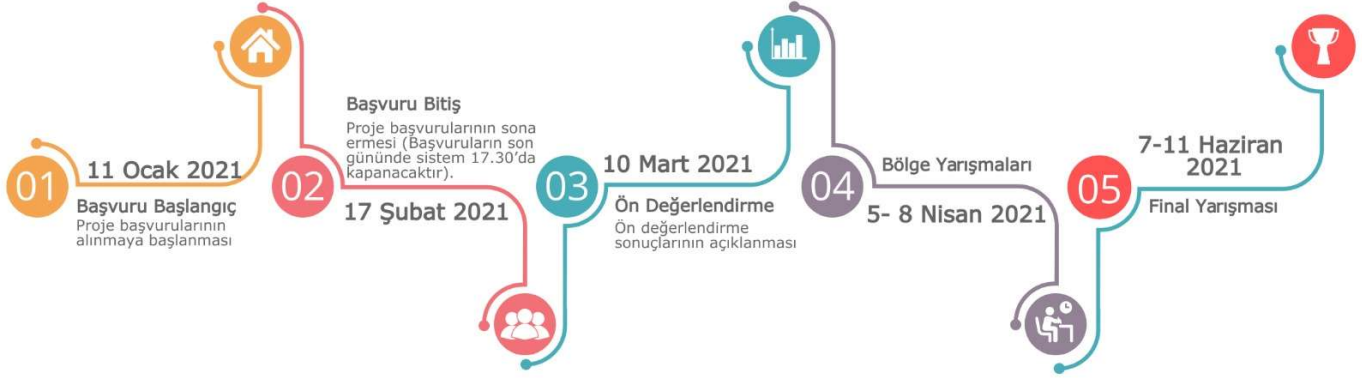 01
11 Ocak 2021
Başvuru Başlangıç
Proje başvurularının
alınmaya başlanması
02
Başvuru Bitiş
Proje başvurularının sona
ermesi (Başvuruların son
gününde sistem 17.30'da
kapanacaktır).
17 Şubat 2021
03
10 Mart 2021
Ön Değerlendirme
Ön değerlendirme
sonuçlarının açıklanması
04
Bölge Yarışmaları
5- 8 Nisan 2021
05
7-11 Haziran
2021
Final Yarışması